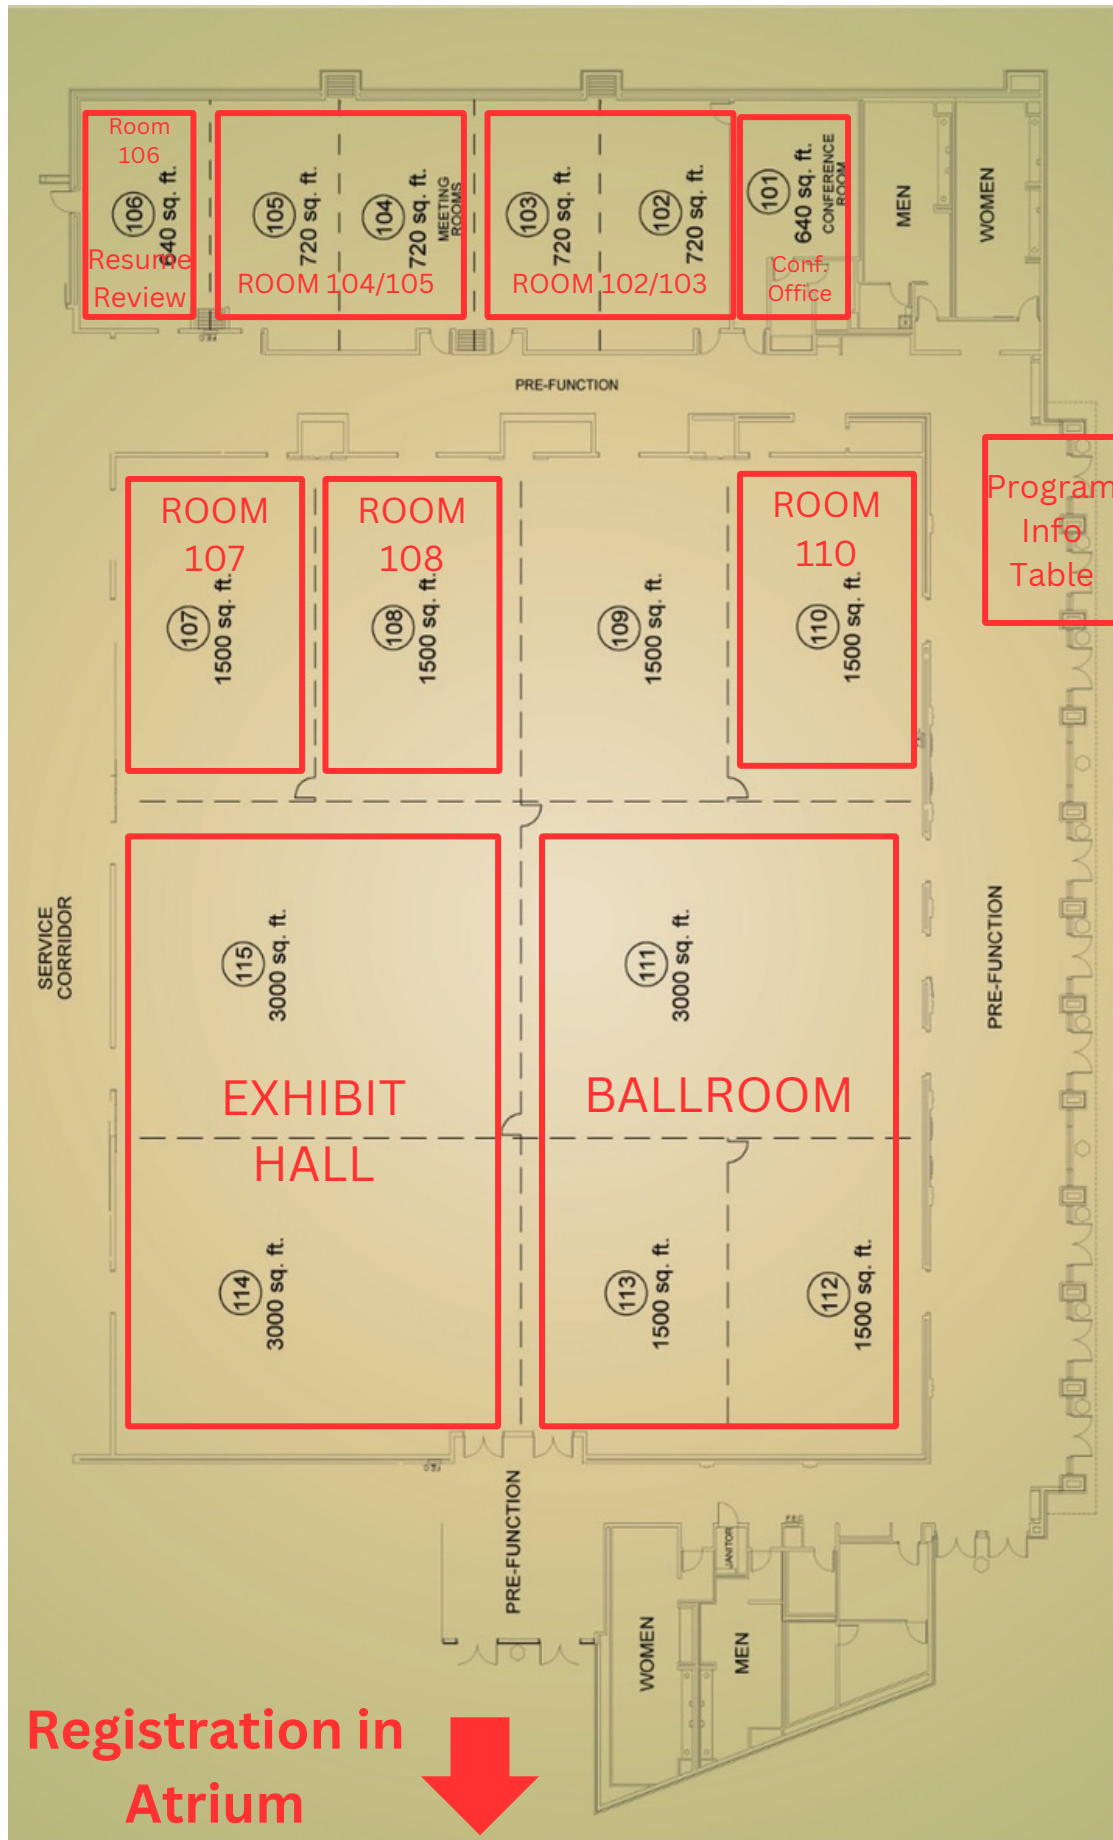 Room
106
106
640 sq. ft.
Resume
Review
105
720 sq. ft.
104
720 sq. ft.
MEETING
ROOMS
ROOM 104/105
103
720 sq. ft.
102
720 sq. ft.
ROOM 102/103
101
640 sq. ft.
CONFERENCE
ROOM
Conf.
Office
MEN
WOMEN
F.E.C
PRE-FUNCTION
Program
Info
Table
ROOM
107
107
1500 sq. ft.
ROOM
108
108
1500 sq. ft.
109
1500 sq. ft.
ROOM
110
110
1500 sq. ft.
SERVICE
CORRIDOR
115
3000 sq. ft.
111
3000 sq. ft.
PRE-FUNCTION
EXHIBIT
HALL
BALLROOM
114
3000 sq. ft.
113
1500 sq. ft.
112
1500 sq. ft.
F.E.C
PRE-FUNCTION
JANITOR
F.E.C
WOMEN
MEN
Registration in
Atrium